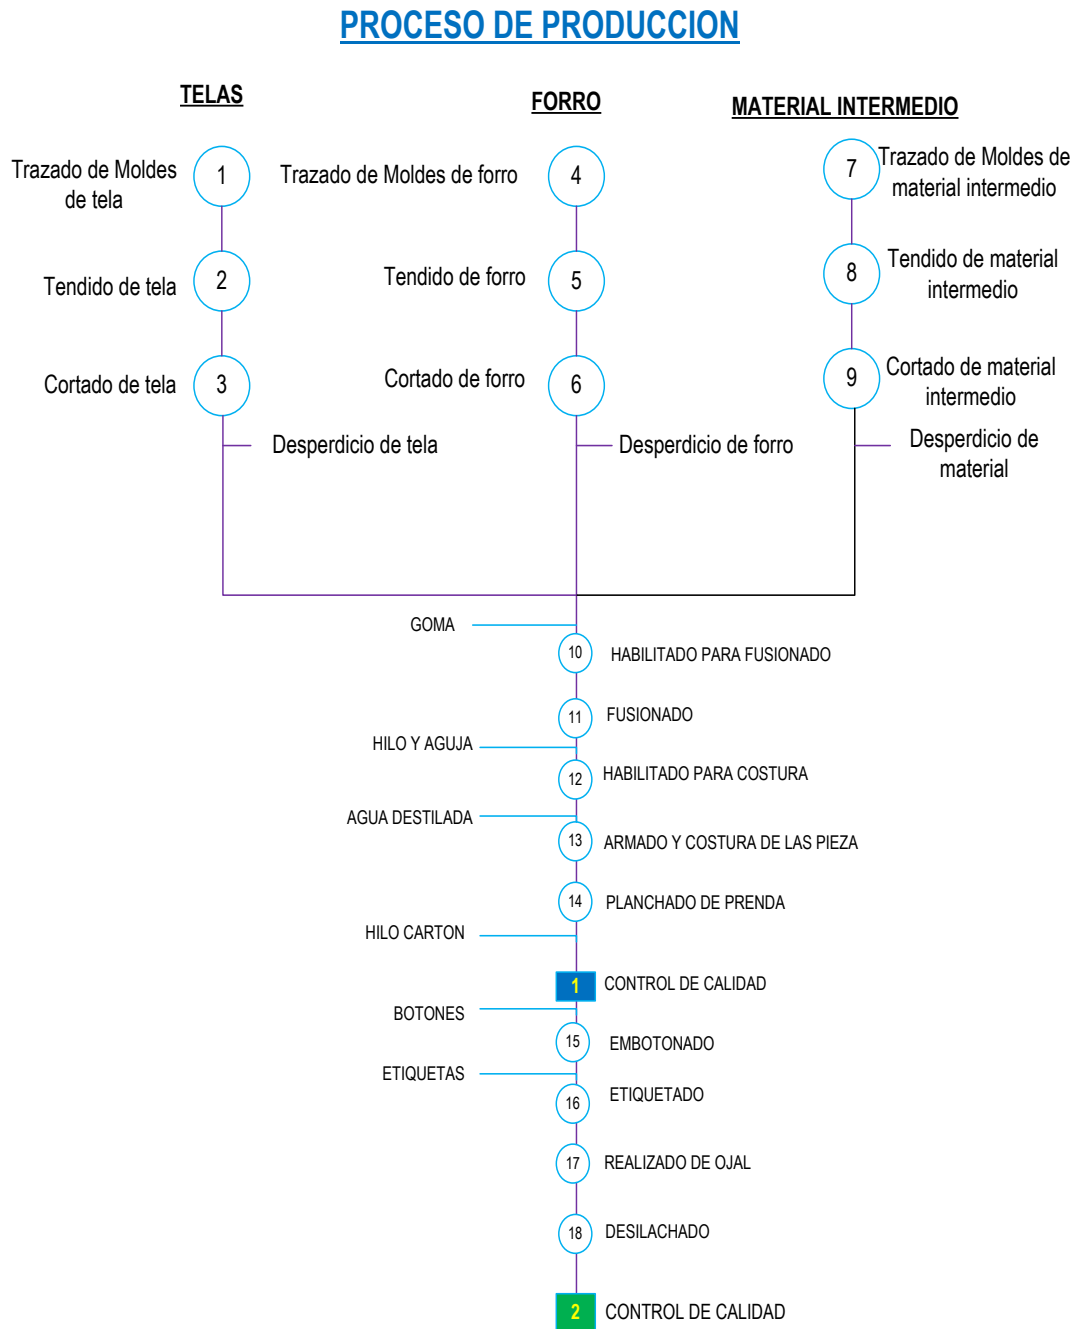 PROCESO DE PRODUCCION
TELAS
FORRO
MATERIAL INTERMEDIO
Trazado de Moldes
de tela
1
Trazado de Moldes de forro
4
7
Trazado de Moldes de
material intermedio
Tendido de tela
2
Tendido de forro
5
8
Tendido de material
intermedio
Cortado de tela
3
Cortado de forro
6
9
Cortado de material
intermedio
Desperdicio de tela
Desperdicio de forro
Desperdicio de
material
GOMA
10
HABILITADO PARA FUSIONADO
11
FUSIONADO
HILO Y AGUJA
12
HABILITADO PARA COSTURA
AGUA DESTILADA
13
ARMADO Y COSTURA DE LAS PIEZA
14
PLANCHADO DE PRENDA
HILO CARTON
1
CONTROL DE CALIDAD
BOTONES
15
EMBOTONADO
ETIQUETAS
16
ETIQUETADO
17
REALIZADO DE OJAL
18
DESILACHADO
2
CONTROL DE CALIDAD